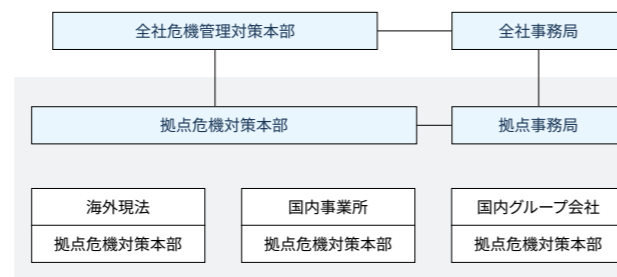 全社危機管理対策本部
全社事務局
拠点危機対策本部
拠点事務局
海外現法
国内事業所
国内グループ会社
拠点危機対策本部
拠点危機対策本部
拠点危機対策本部